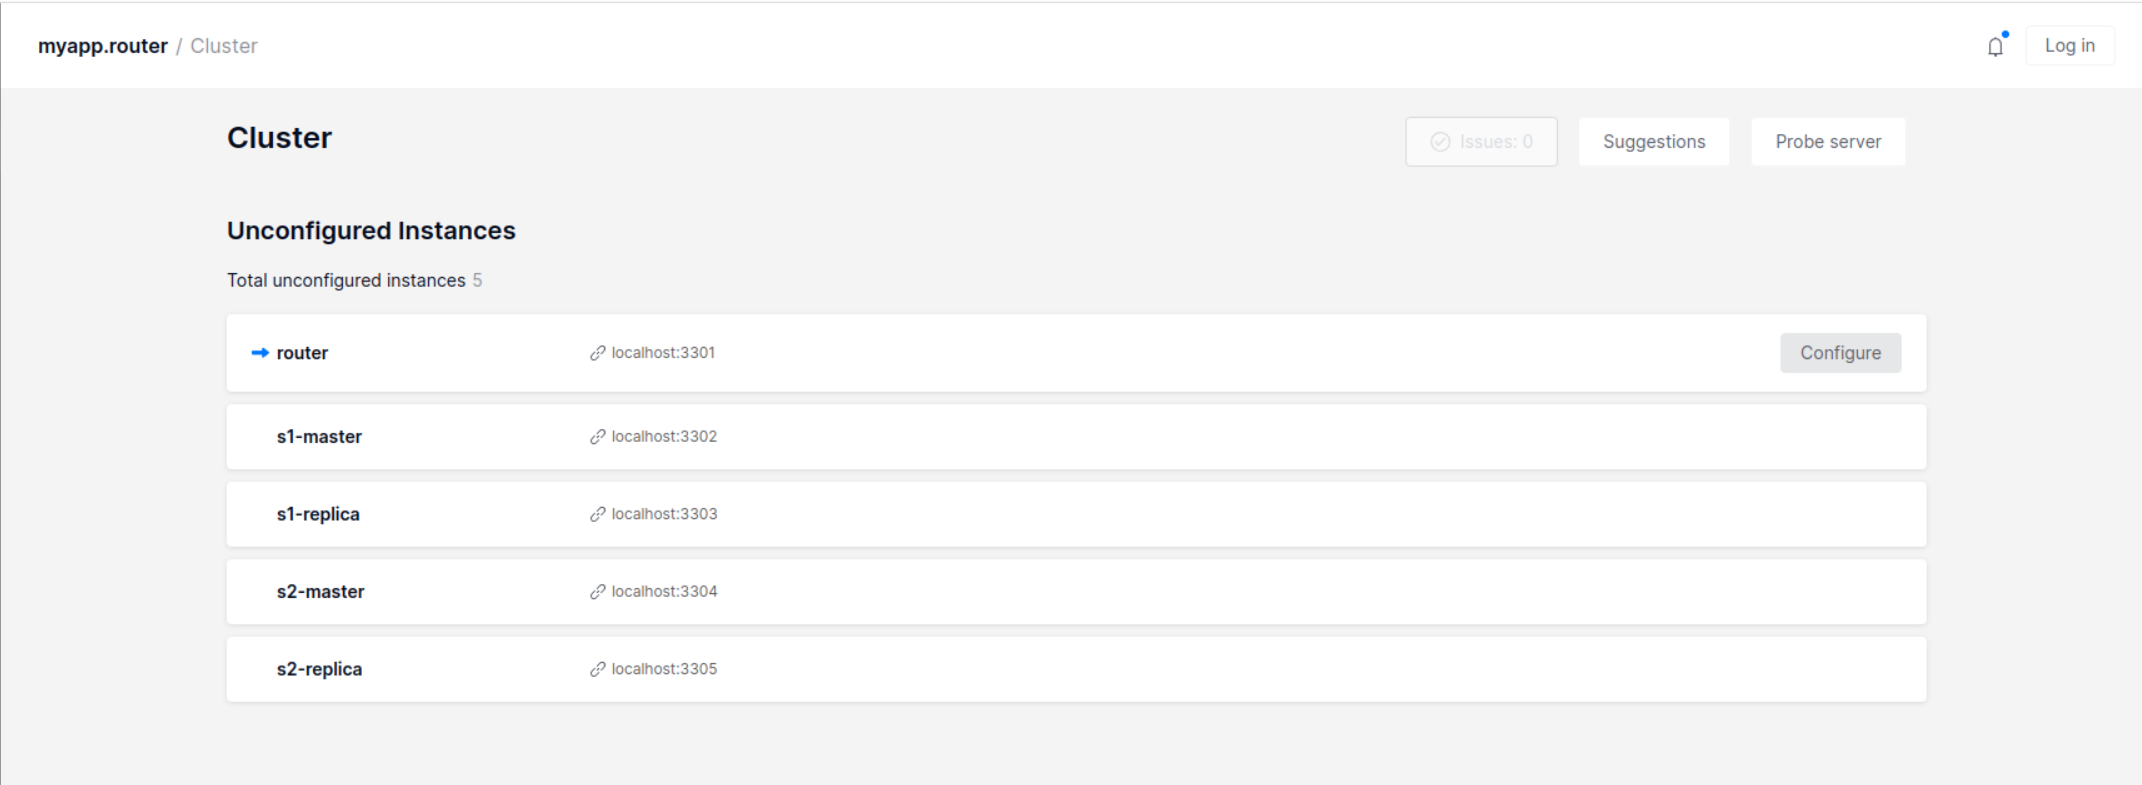 myapp.router / Cluster
Log in
Cluster
Issues: 0
Suggestions
Probe server
Unconfigured Instances
Total unconfigured instances 5
router localhost:3301 Configure
s1-master localhost:3302
s1-replica localhost:3303
s2-master localhost:3304
s2-replica localhost:3305